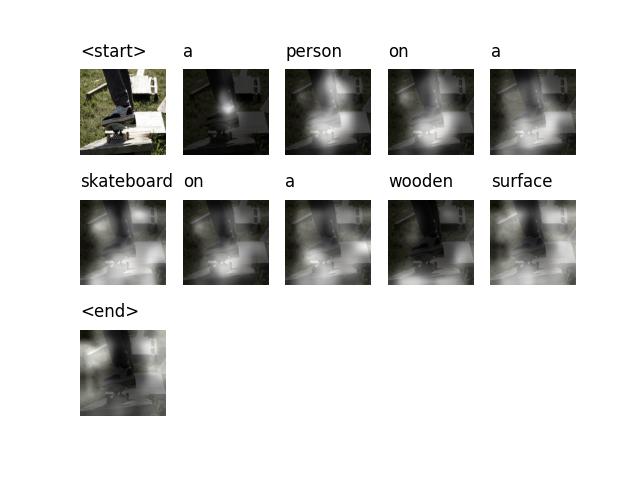 <start> a person on a
skateboard on a wooden surface
<end>